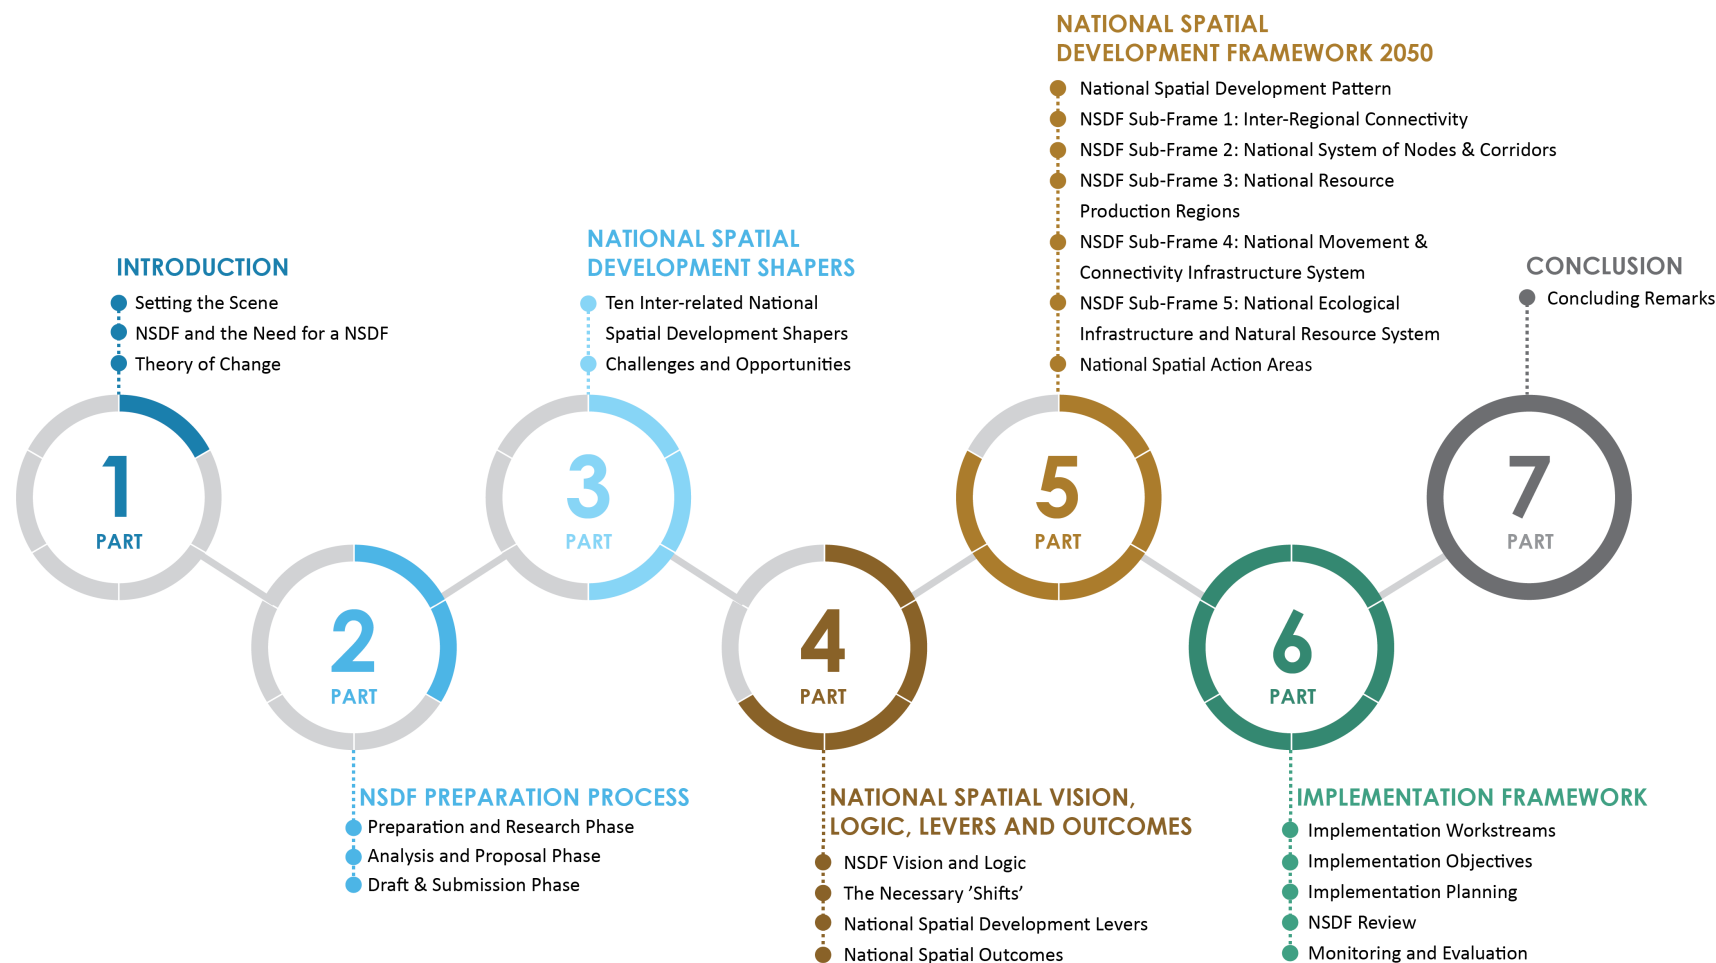 INTRODUCTION
Setting the Scene
NSDF and the Need for a NSDF
Theory of Change
1
PART
2
PART
NSDF PREPARATION PROCESS
Preparation and Research Phase
Analysis and Proposal Phase
Draft & Submission Phase
NATIONAL SPATIAL
DEVELOPMENT SHAPERS
Ten Inter-related National
Spatial Development Shapers
Challenges and Opportunities
3
PART
4
PART
NATIONAL SPATIAL VISION,
LOGIC, LEVERS AND OUTCOMES
NSDF Vision and Logic
The Necessary ’Shifts’
National Spatial Development Levers
National Spatial Outcomes
NATIONAL SPATIAL
DEVELOPMENT FRAMEWORK 2050
National Spatial Development Pattern
NSDF Sub-Frame 1: Inter-Regional Connectivity
NSDF Sub-Frame 2: National System of Nodes & Corridors
NSDF Sub-Frame 3: National Resource
Production Regions
NSDF Sub-Frame 4: National Movement &
Connectivity Infrastructure System
NSDF Sub-Frame 5: National Ecological
Infrastructure and Natural Resource System
National Spatial Action Areas
5
PART
6
PART
IMPLEMENTATION FRAMEWORK
Implementation Workstreams
Implementation Objectives
Implementation Planning
NSDF Review
Monitoring and Evaluation
CONCLUSION
Concluding Remarks
7
PART